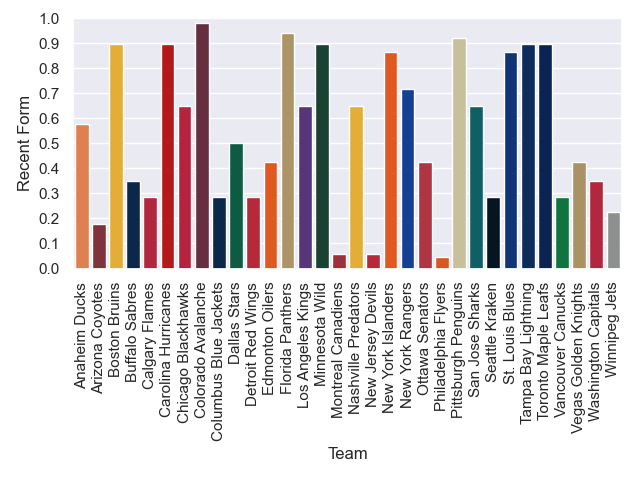 1.0
0.9
0.8
0.7
0.6
0.5
0.4
0.3
0.2
0.1
0.0
Recent Form
Anaheim Ducks
Arizona Coyotes
Boston Bruins
Buffalo Sabres
Calgary Flames
Carolina Hurricanes
Chicago Blackhawks
Colorado Avalanche
Columbus Blue Jackets
Dallas Stars
Detroit Red Wings
Edmonton Oilers
Florida Panthers
Los Angeles Kings
Minnesota Wild
Montreal Canadiens
Nashville Predators
New Jersey Devils
New York Islanders
New York Rangers
Ottawa Senators
Philadelphia Flyers
Pittsburgh Penguins
San Jose Sharks
Seattle Kraken
St. Louis Blues
Tampa Bay Lightning
Toronto Maple Leafs
Vancouver Canucks
Vegas Golden Knights
Washington Capitals
Winnipeg Jets
Team